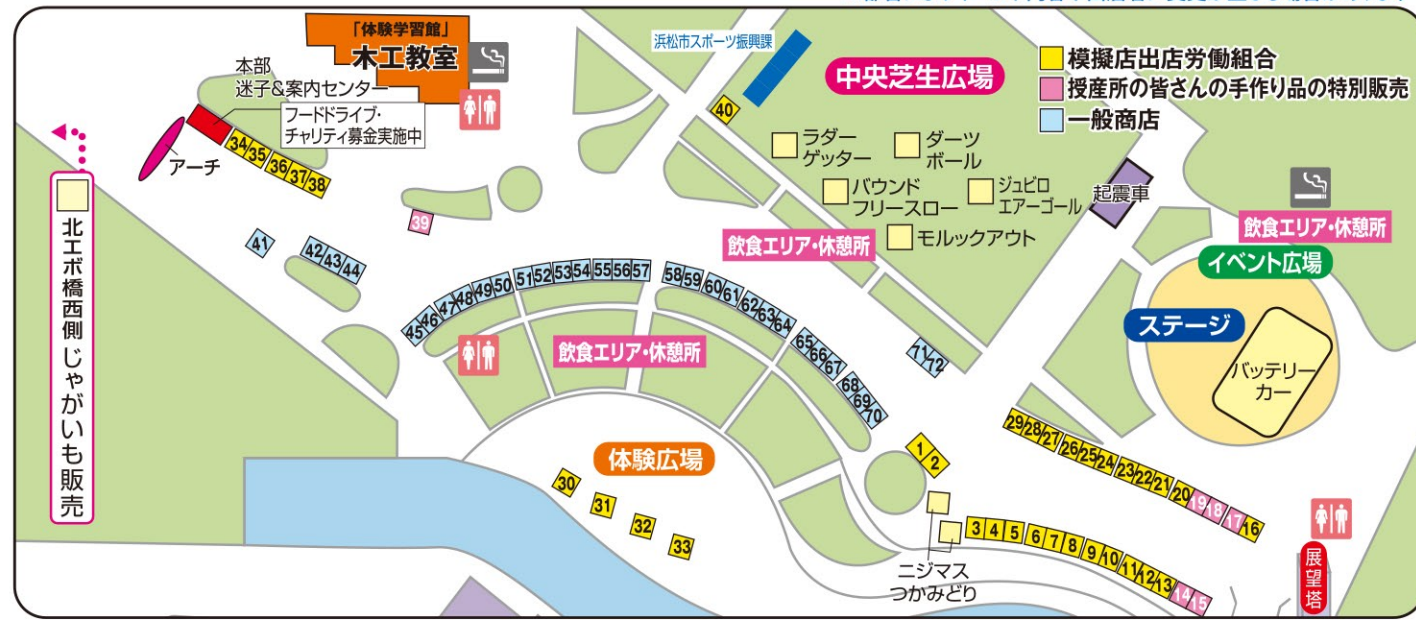 「体験学習館」
木工教室
本部
迷子&案内センター
フードドライブ・
チャリティ募金実施中
アーチ
34 35 36 37 38
39
41
42 43 44
北エボ橋西側じゃがいも販売
浜松市スポーツ振興課
中央芝生広場
40
模擬店出店労働組合
授産所の皆さんの手作り品の特別販売
一般商店
ラダー
ゲッター
ダーツ
ボール
バウンド
フリースロー
ジュビロ
エアーゴール
モルックアウト
起震車
飲食エリア・休憩所
飲食エリア・休憩所
イベント広場
ステージ
バッテリー
カー
45 46 47 48 49 50
51 52 53 54 55 56 57
58 59 60 61 62 63 64
65 66 67
68 69 70
71 72
飲食エリア・休憩所
体験広場
30
31
32
33
1
2
29 28 27 26 25 24 23 22 21 20 19 18 17 16
3 4 5 6 7 8 9 10 11 12 13 14 15
ニジマス
つかみどり
展望塔